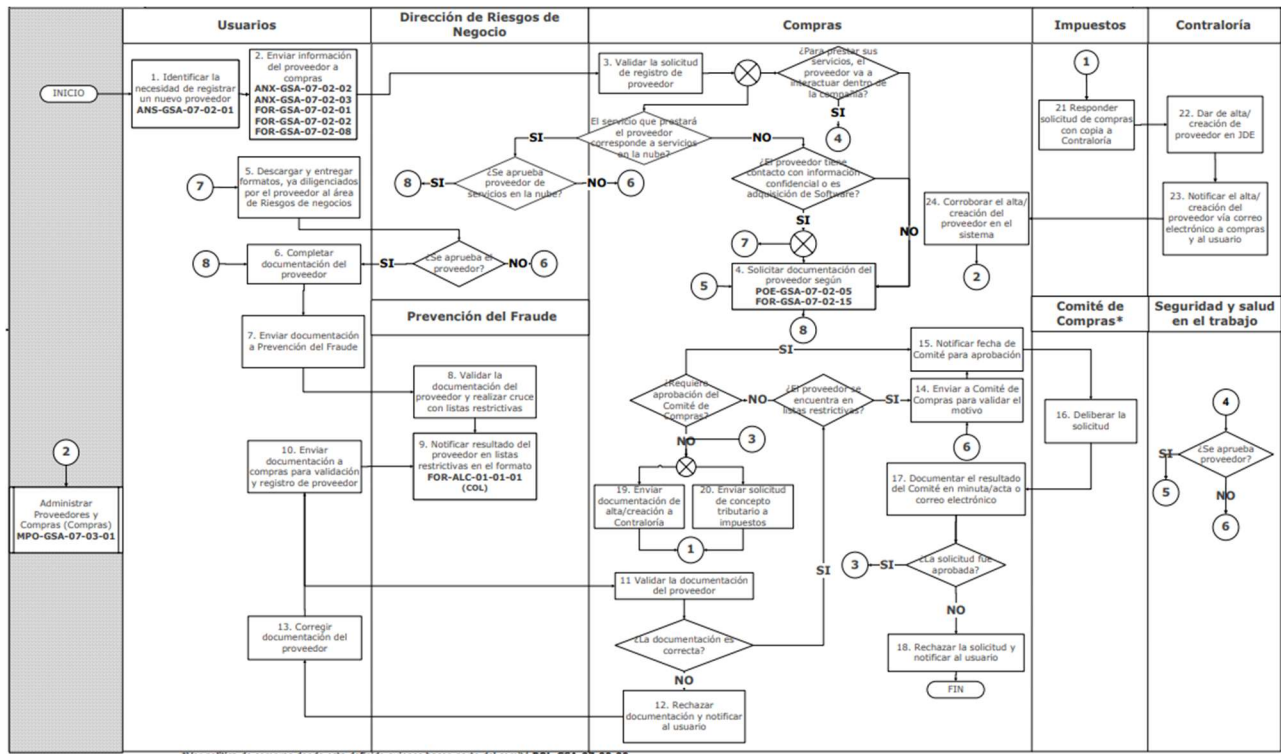 Usuarios
Dirección de Riesgos de
Negocio
Compras
Impuestos
Contraloría
INICIO
1. Identificar la
necesidad de registrar
un nuevo proveedor
ANS-GSA-07-02-01
2. Enviar información
del proveedor a
compras
ANX-GSA-07-02-02
ANX-GSA-07-02-03
FOR-GSA-07-02-01
FOR-GSA-07-02-02
FOR-GSA-07-02-08
3. Validar la solicitud
de registro de
proveedor
¿Para prestar sus
servicios, el
proveedor va a
interactuar dentro de
la compañía?
SI
4
1
21 Responder
solicitud de compras
con copia a
Contraloría
22. Dar de alta/
creación de
proveedor en JDE
El servicio que prestará
el proveedor
corresponde a servicios
en la nube?
SI
NO
5. Descargar y entregar
formatos, ya diligenciados
por el proveedor al área
de Riesgos de negocios
7
8
SI
¿Se aprueba
proveedor de
servicios en la nube?
NO
6
¿El proveedor tiene
contacto con información
confidencial o es
adquisición de Software?
SI
NO
7
24. Corroborar el alta/
creación del
proveedor en el
sistema
2
23. Notificar el alta/
creación del
proveedor vía correo
electrónico a compras
y al usuario
8
6. Completar
documentación del
proveedor
SI
¿Se aprueba el
proveedor?
NO
6
5
4. Solicitar documentación del
proveedor según
POE-GSA-07-02-05
FOR-GSA-07-02-15
8
Prevención del Fraude
Comité de
Compras*
Seguridad y salud
en el trabajo
7. Enviar documentación
a Prevención del Fraude
SI
15. Notificar fecha de
Comité para aprobación
8. Validar la
documentación del
proveedor y realizar cruce
con listas restrictivas
¿Requiere
aprobación del
Comité de
Compras?
NO
¿El proveedor se
encuentra en
listas restrictivas?
SI
14. Enviar a Comité de
Compras para validar el
motivo
6
16. Deliberar la
solicitud
4
¿Se aprueba
proveedor?
SI
5
NO
6
NO
3
2
Administrar
Proveedores y
Compras (Compras)
MPO-GSA-07-03-01
10. Enviar
documentación a
compras para validación
y registro de proveedor
9. Notificar resultado del
proveedor en listas
restrictivas en el formato
FOR-ALC-01-01-01
(COL)
19. Enviar
documentación de
alta/creación a
Contraloría
20. Enviar solicitud
de concepto
tributario a
impuestos
1
17. Documentar el resultado
del Comité en minuta/acta o
correo electrónico
3
SI
¿La solicitud fue
aprobada?
NO
11 Validar la documentación
del proveedor
SI
13. Corregir
documentación del
proveedor
¿La documentación es
correcta?
NO
18. Rechazar la solicitud y
notificar al usuario
FIN
12. Rechazar
documentación y notificar
al usuario